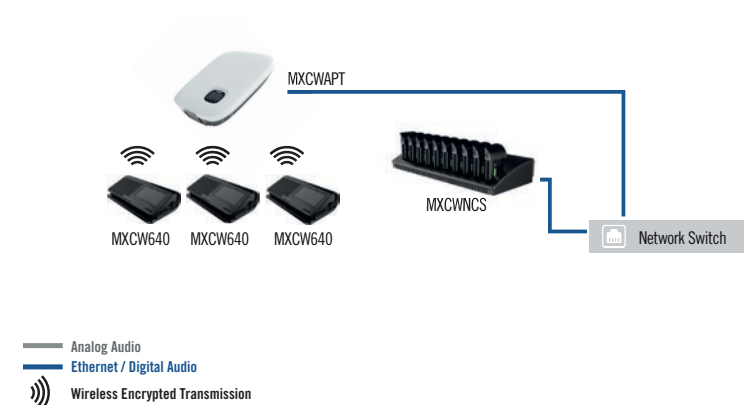 MXCWAPT
MXCWNCS
MXCW640
MXCW640
MXCW640
Network Switch
Analog Audio
Ethernet / Digital Audio
Wireless Encrypted Transmission